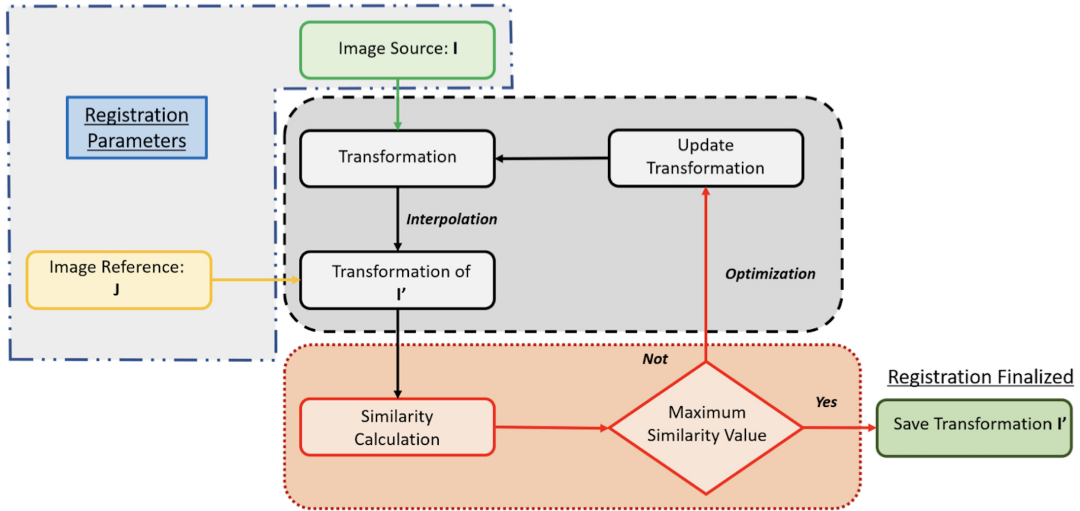 Image Source: I
Registration
Parameters
Transformation
Update
Transformation
Interpolation
Image Reference:
J
Transformation of
I’
Optimization
Not
Similarity
Calculation
Maximum
Similarity Value
Yes
Registration Finalized
Save Transformation I’